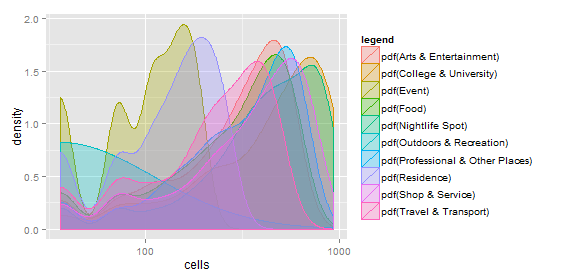 2.0
1.5
1.0
0.5
0.0
density
100
1000
cells
legend
pdf(Arts & Entertainment)
pdf(College & University)
pdf(Event)
pdf(Food)
pdf(Nightlife Spot)
pdf(Outdoors & Recreation)
pdf(Professional & Other Places)
pdf(Residence)
pdf(Shop & Service)
pdf(Travel & Transport)